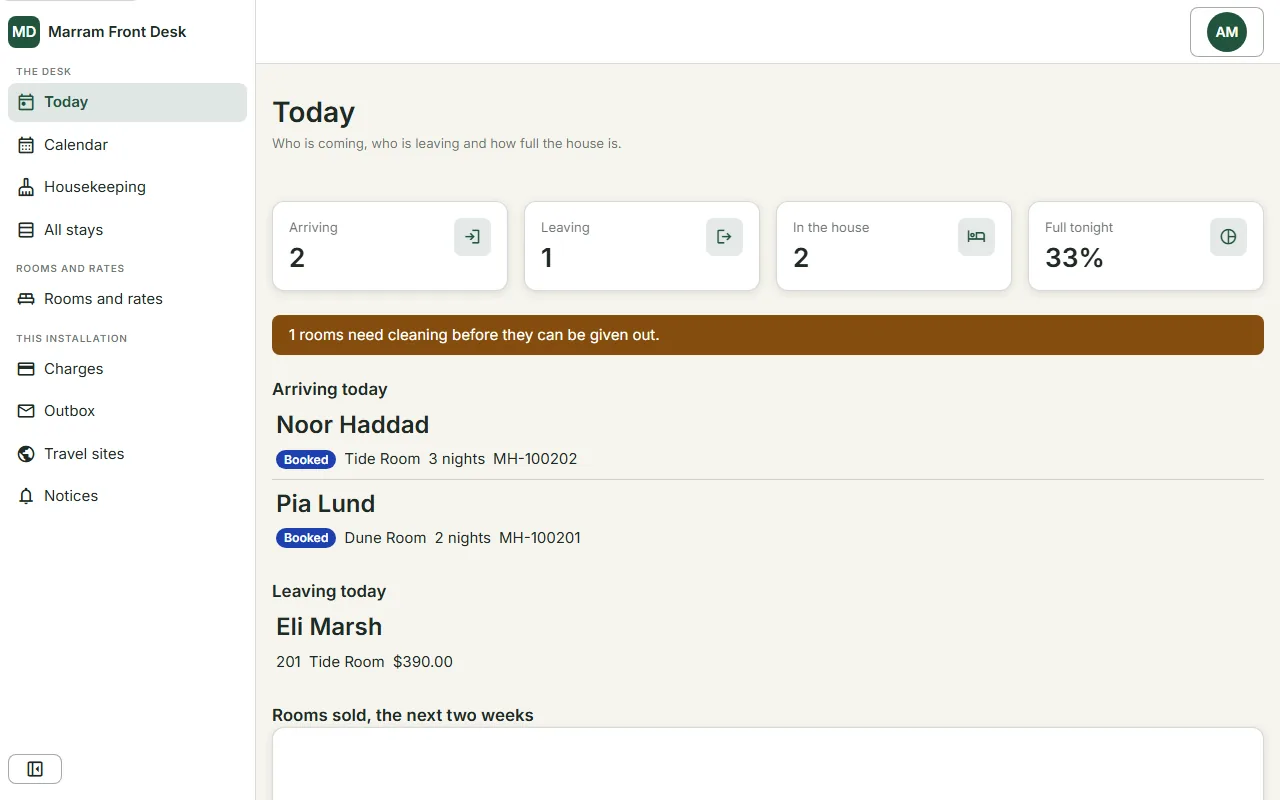 MD Marram Front Desk
THE DESK
Today
Calendar
Housekeeping
All stays
ROOMS AND RATES
Rooms and rates
THIS INSTALLATION
Charges
Outbox
Travel sites
Notices
AM
Today
Who is coming, who is leaving and how full the house is.
Arriving
2
Leaving
1
In the house
2
Full tonight
33%
1 rooms need cleaning before they can be given out.
Arriving today
Noor Haddad
Booked Tide Room 3 nights MH-100202
Pia Lund
Booked Dune Room 2 nights MH-100201
Leaving today
Eli Marsh
201 Tide Room $390.00
Rooms sold, the next two weeks